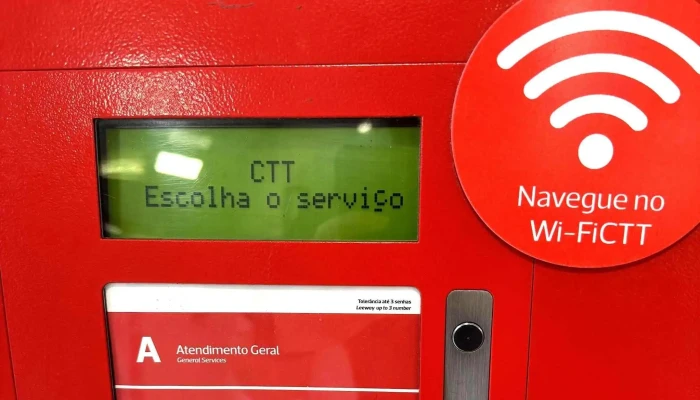 CTT
Escolha o serviço
Navegue no
Wi-FiCTT
Tolerância até 3 senhas
Leeway up to 3 number
A
Atendimento Geral
General Services